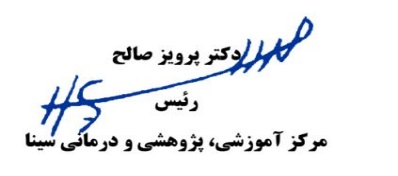 دکتر پرویز صالح
رئیس
مرکز آموزشی، پژوهشی و درمانی سینا